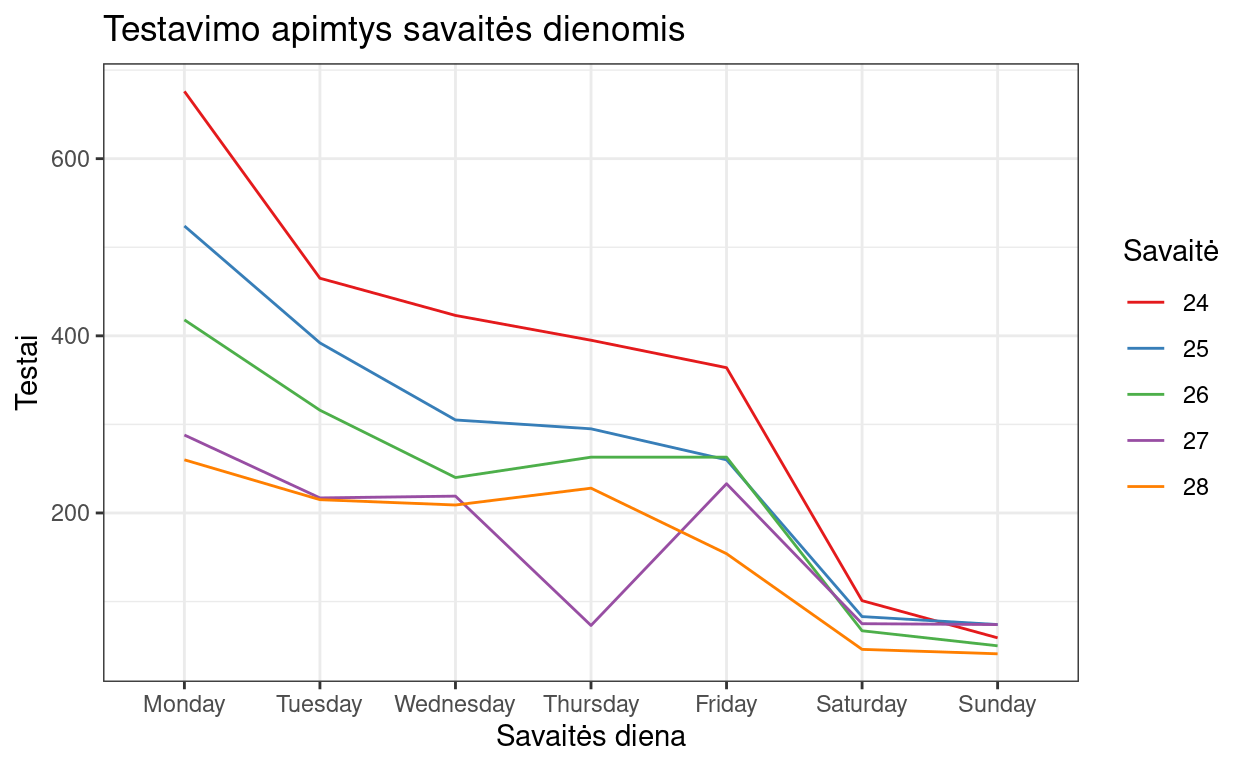 Testavimo apimtys savaitės dienomis
Testai
600
400
200
Monday Tuesday Wednesday Thursday Friday Saturday Sunday
Savaitės diena
Savaitė
24
25
26
27
28